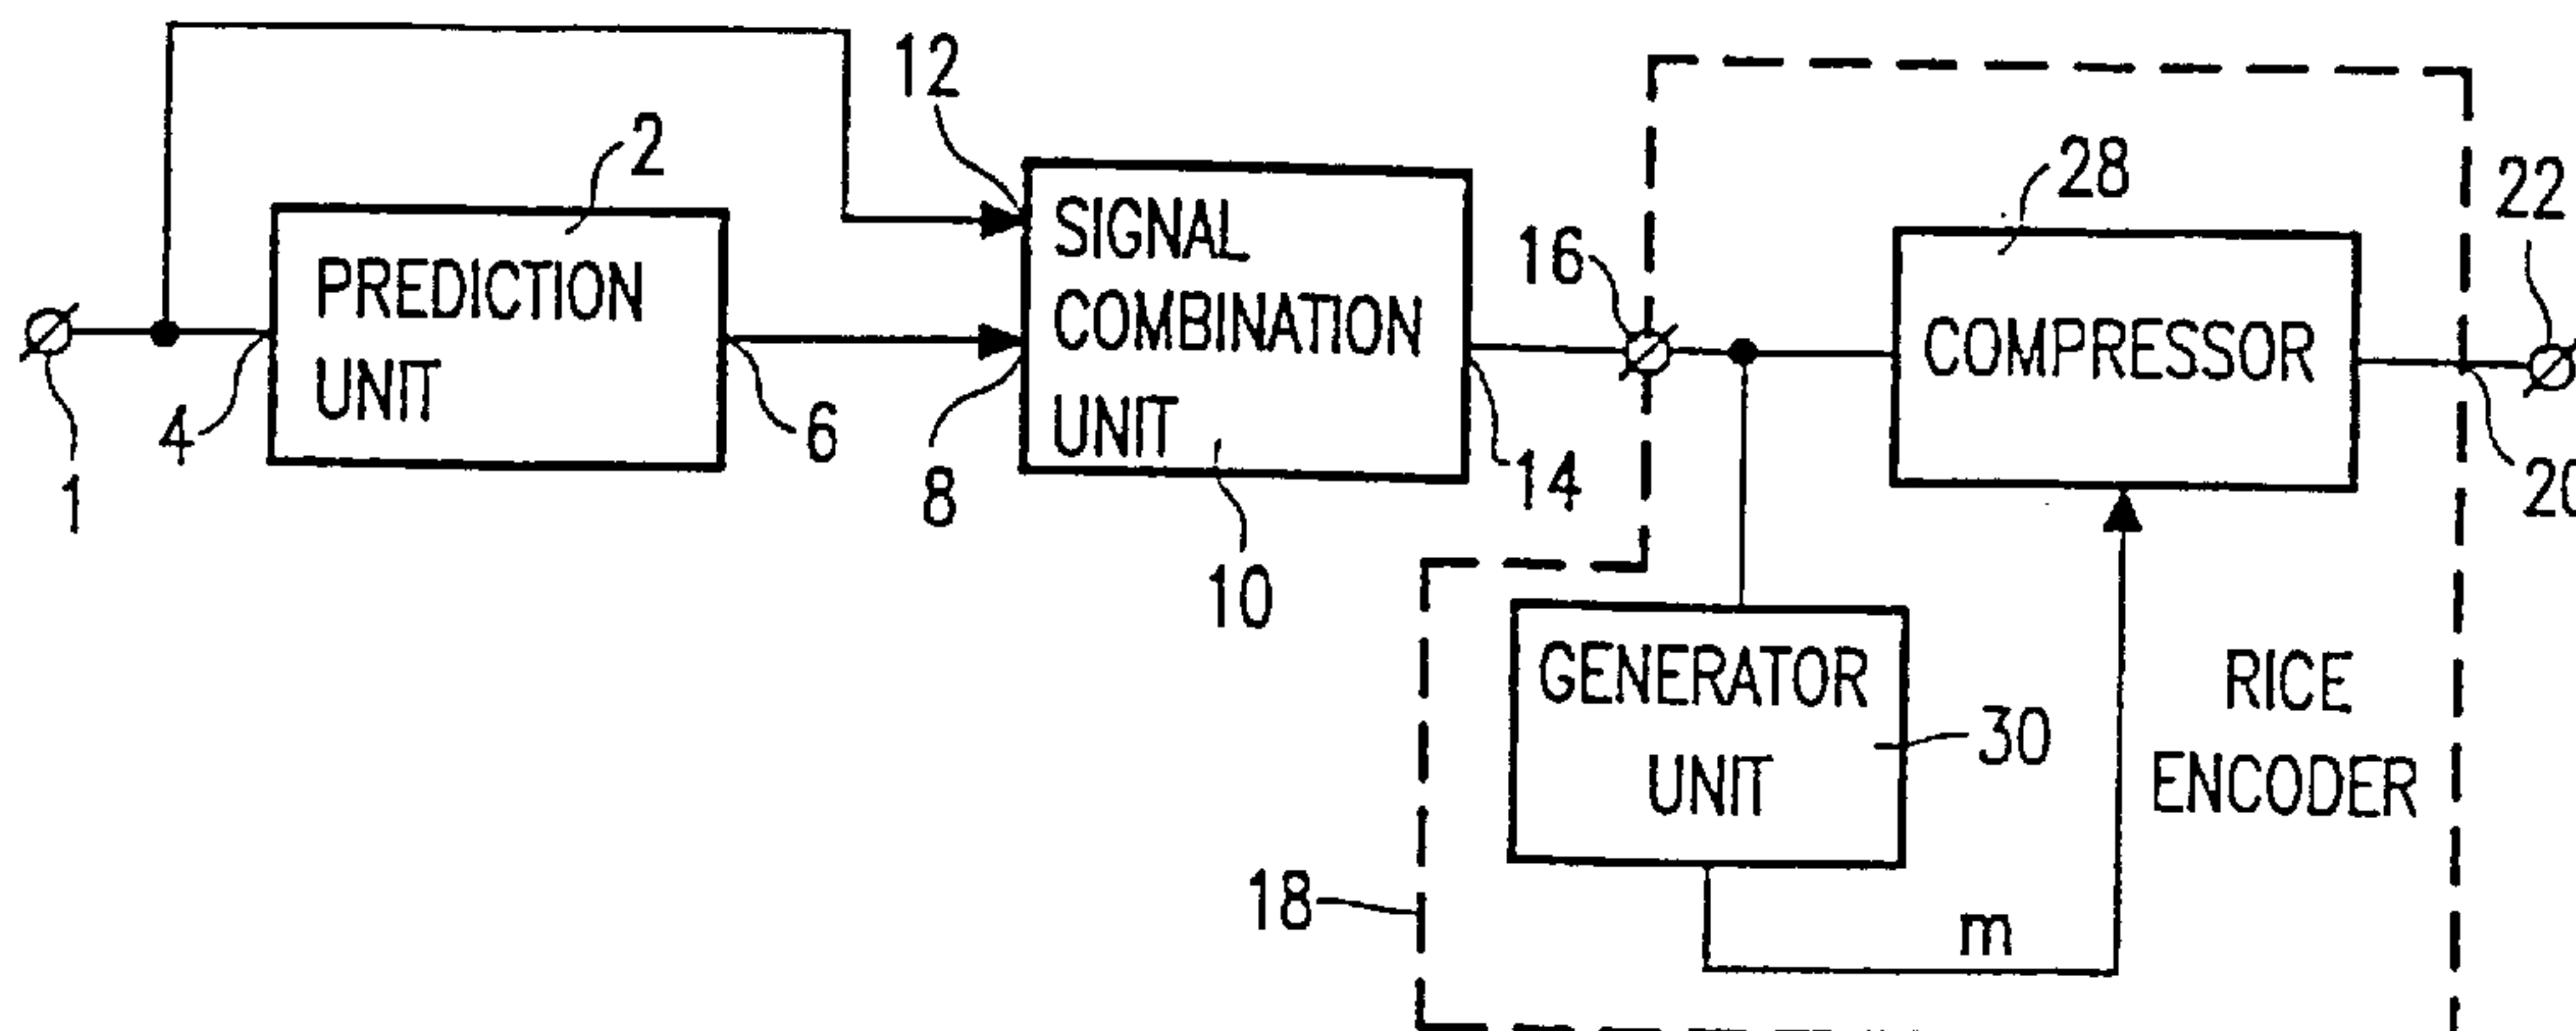 12
2
28
22
SIGNAL
COMBINATION
UNIT
16
PREDICTION
UNIT
COMPRESSOR
4
6
8
14
20
1
10
GENERATOR
UNIT
30
RICE
ENCODER
18
m